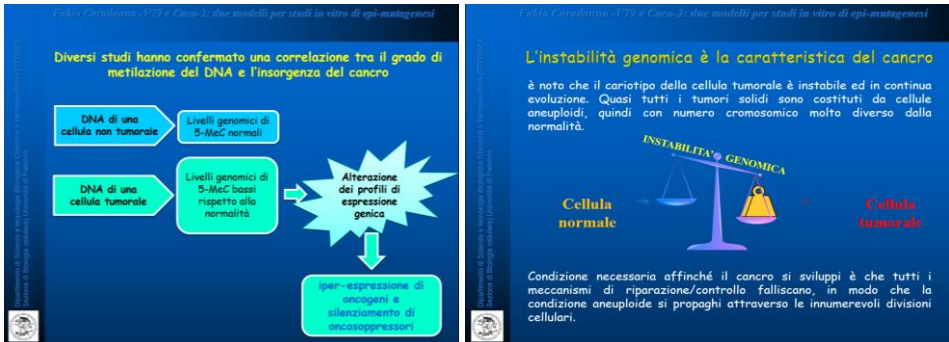 Fabio Caradonna -V79 e Caco-2: due modelli per studi in vitro di epi-mutagenesi
Diversi studi hanno confermato una correlazione tra il grado di
metilazione del DNA e l'insorgenza del cancro
DNA di una
cellula non tumorale
Livelli genomici di
5-MeC normali
DNA di una
cellula tumorale
Livelli genomici di
5-MeC bassi
rispetto alla
normalità
Alterazione
dei profili di
espressione
genica
iper-espressione di
oncogeni e
silenziamento di
oncosoppressori
Fabio Caradonna -V79 e Caco-2: due modelli per studi in vitro di epi-mutagenesi
L'instabilità genomica è la caratteristica del cancro
è noto che il cariotipo della cellula tumorale è instabile ed in continua
evoluzione. Quasi tutti i tumori solidi sono costituti da cellule
aneuploidi, quindi con numero cromosomico molto diverso dalla
normalità.
INSTABILITA' GENOMICA
Cellula
normale
Cellula
tumorale
Condizione necessaria affinché il cancro si sviluppi è che tutti i
meccanismi di riparazione/controllo falliscano, in modo che la
condizione aneuploide si propaghi attraverso le innumerevoli divisioni
cellulari.